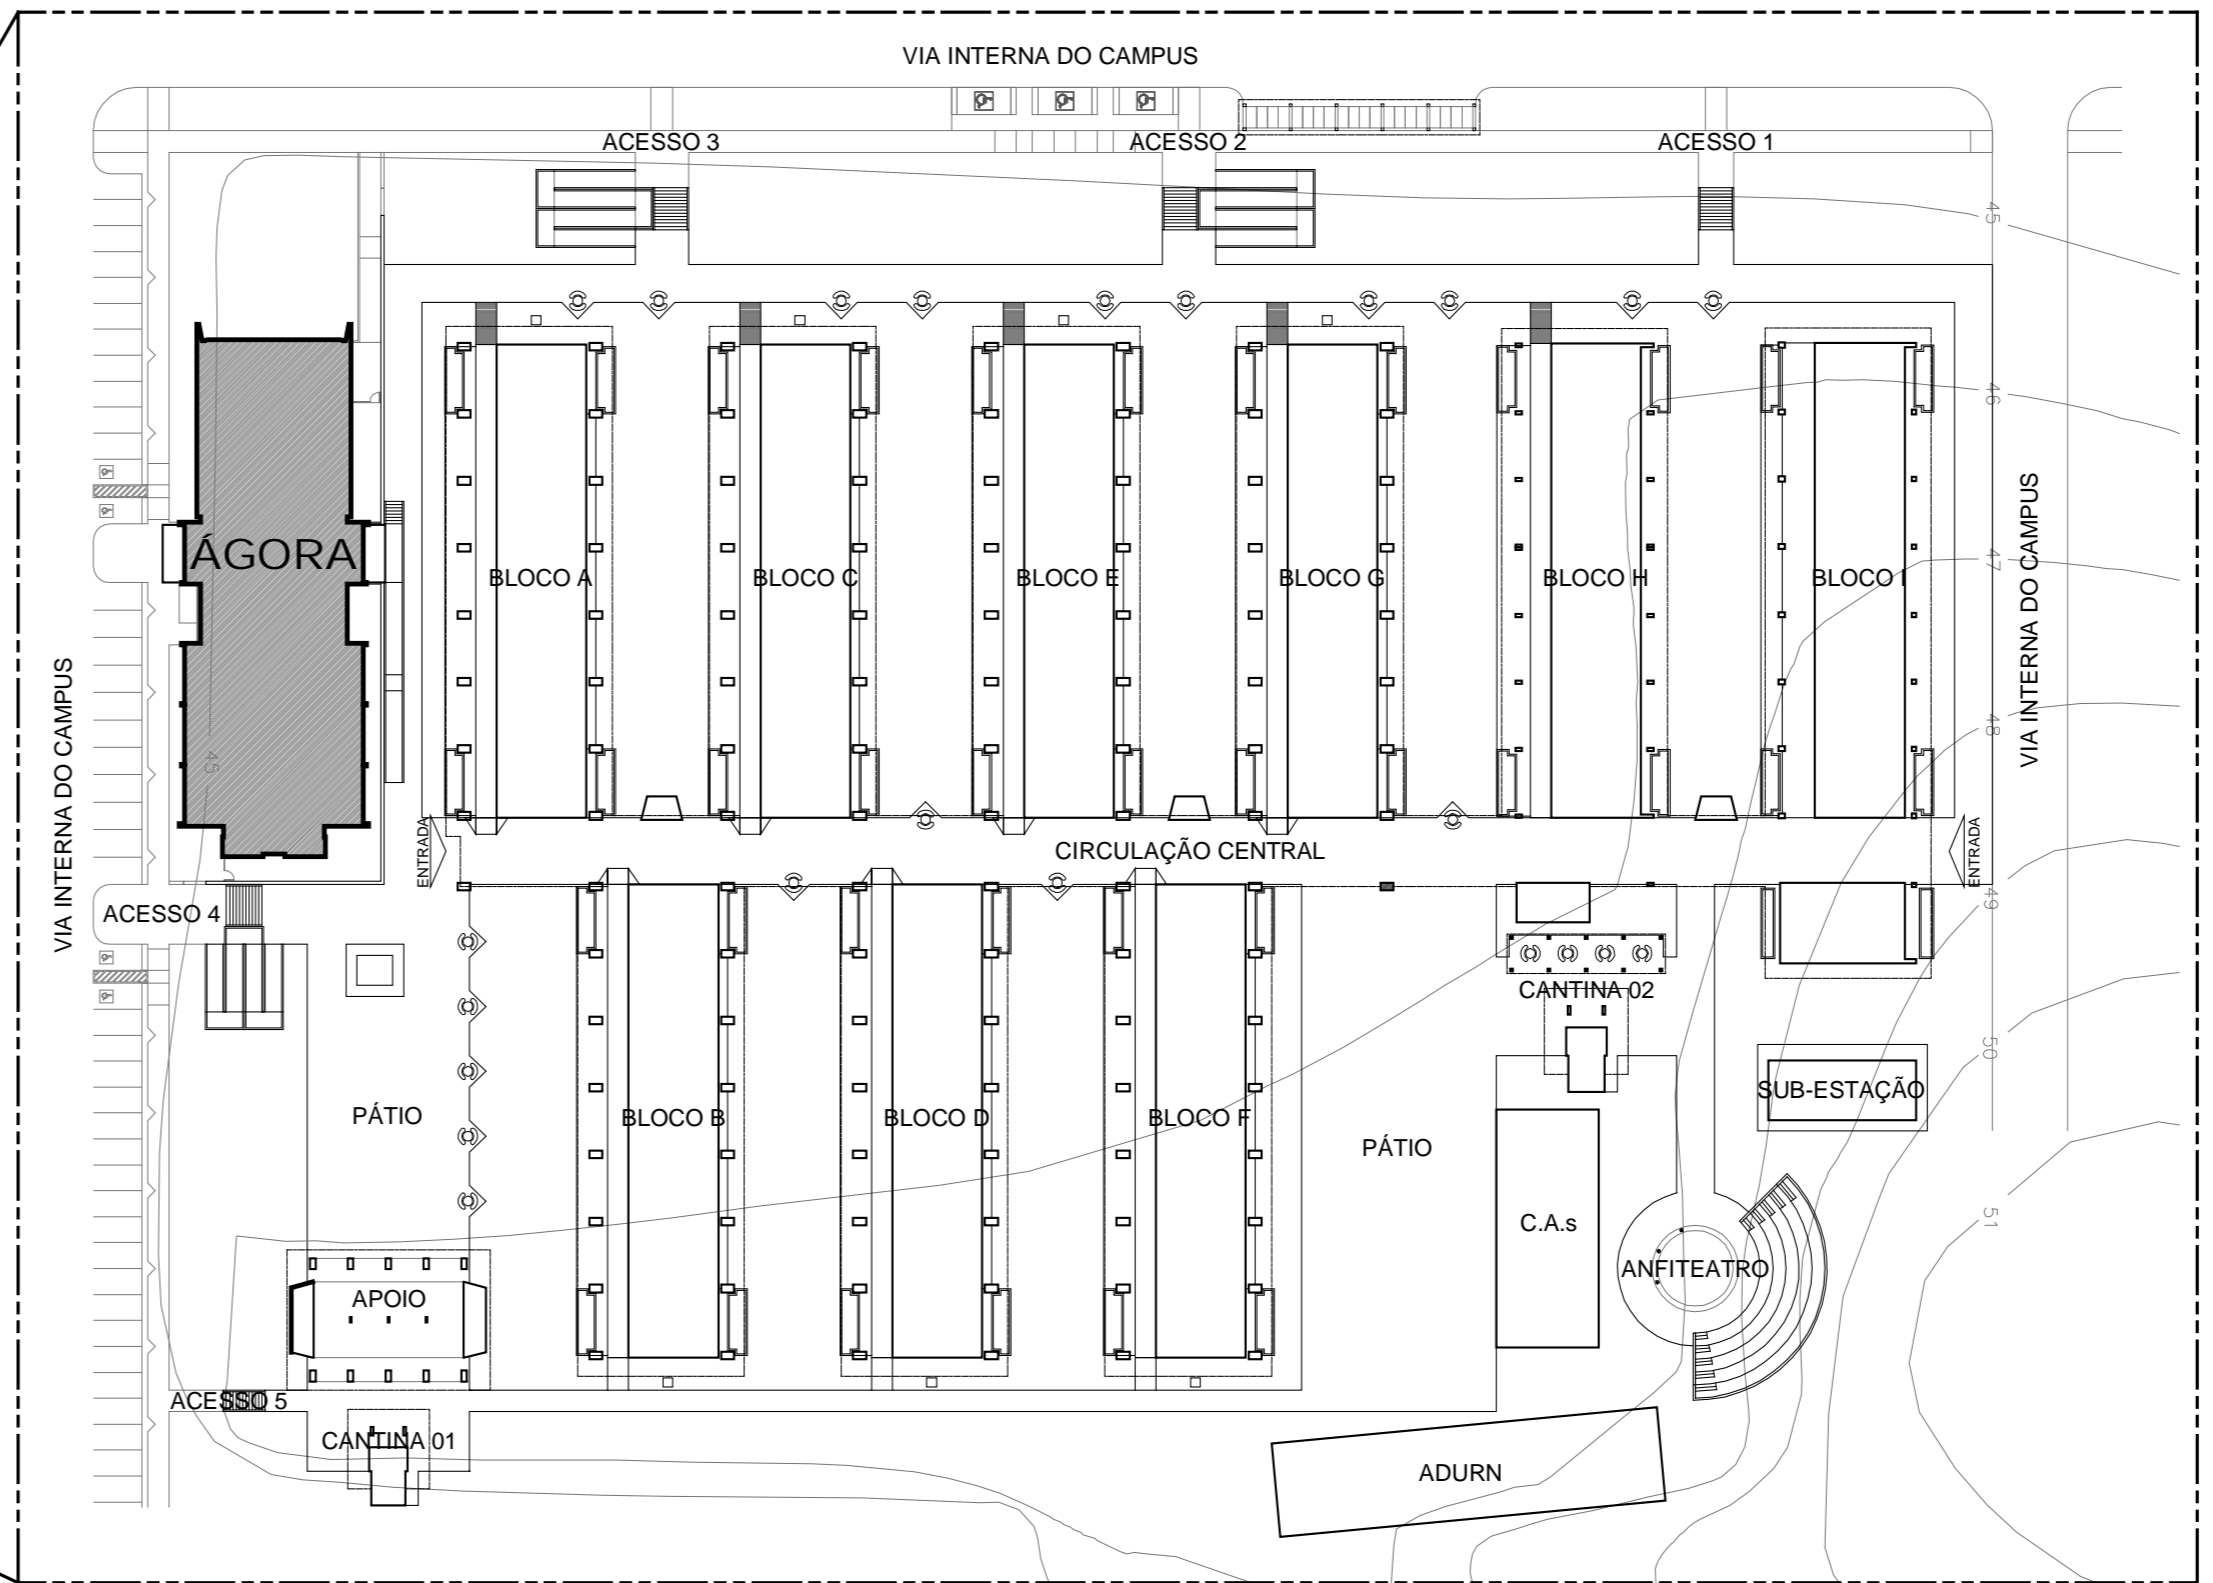 VIA INTERNA DO CAMPUS
ACESSO 3
ACESSO 2
ACESSO 1
45
46
ÁGORA
BLOCO A
BLOCO C
BLOCO E
BLOCO G
BLOCO H
BLOCO I
47
VIA INTERNA DO CAMPUS
VIA INTERNA DO CAMPUS
45
48
ENTRADA
CIRCULAÇÃO CENTRAL
ENTRADA
49
ACESSO 4
CANTINA 02
50
SUB-ESTAÇÃO
PÁTIO
BLOCO B
BLOCO D
BLOCO F
PÁTIO
C.A.s
51
ANFITEATRO
APOIO
ACESSO 5
CANTINA 01
ADURN